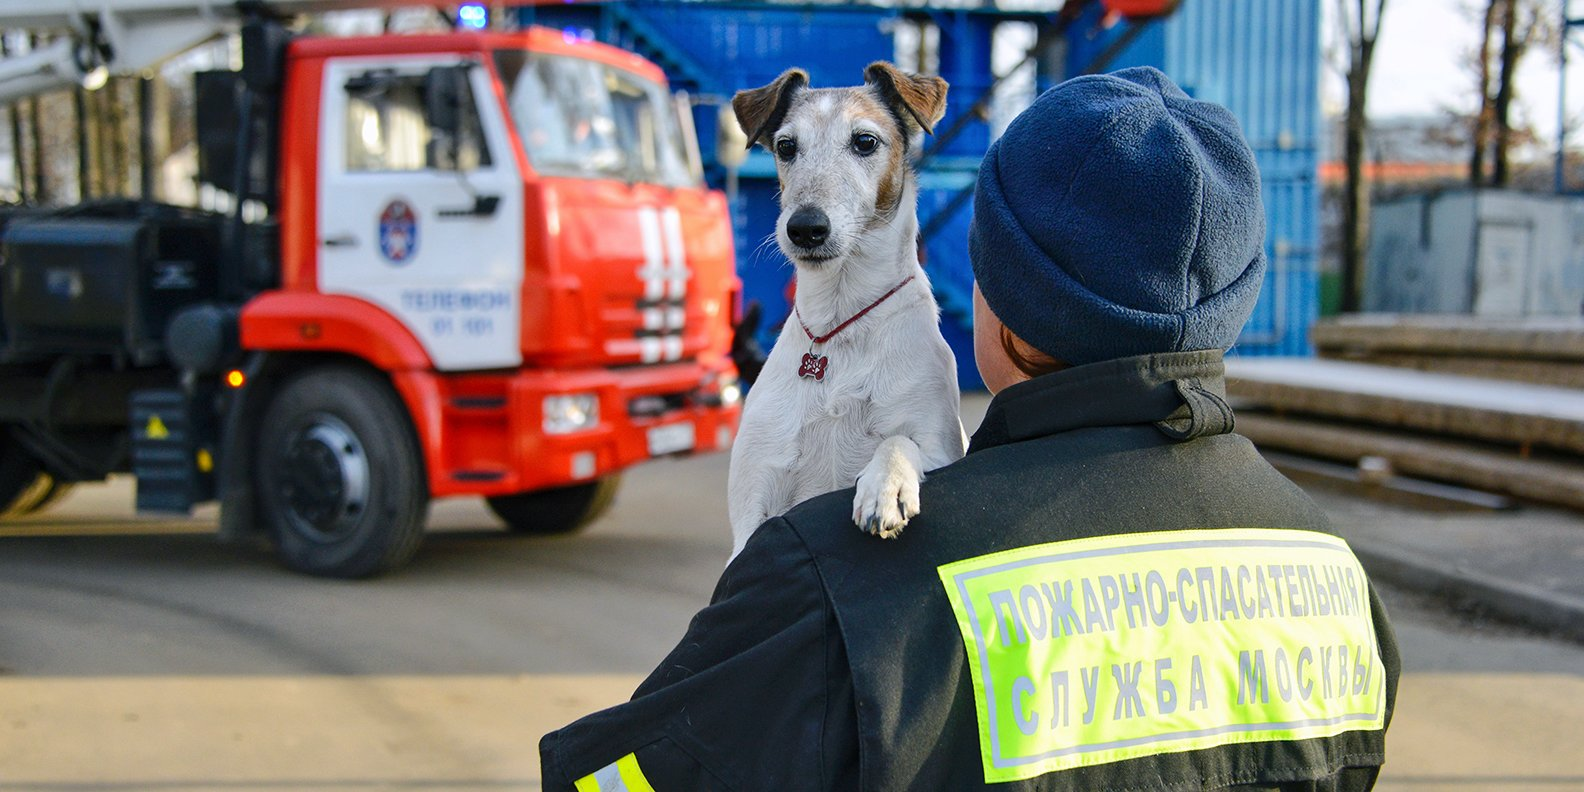 ТЕЛЕФОН
01 101
ПОЖАРНО-СПАСАТЕЛЬНАЯ
СЛУЖБА МОСКВЫ